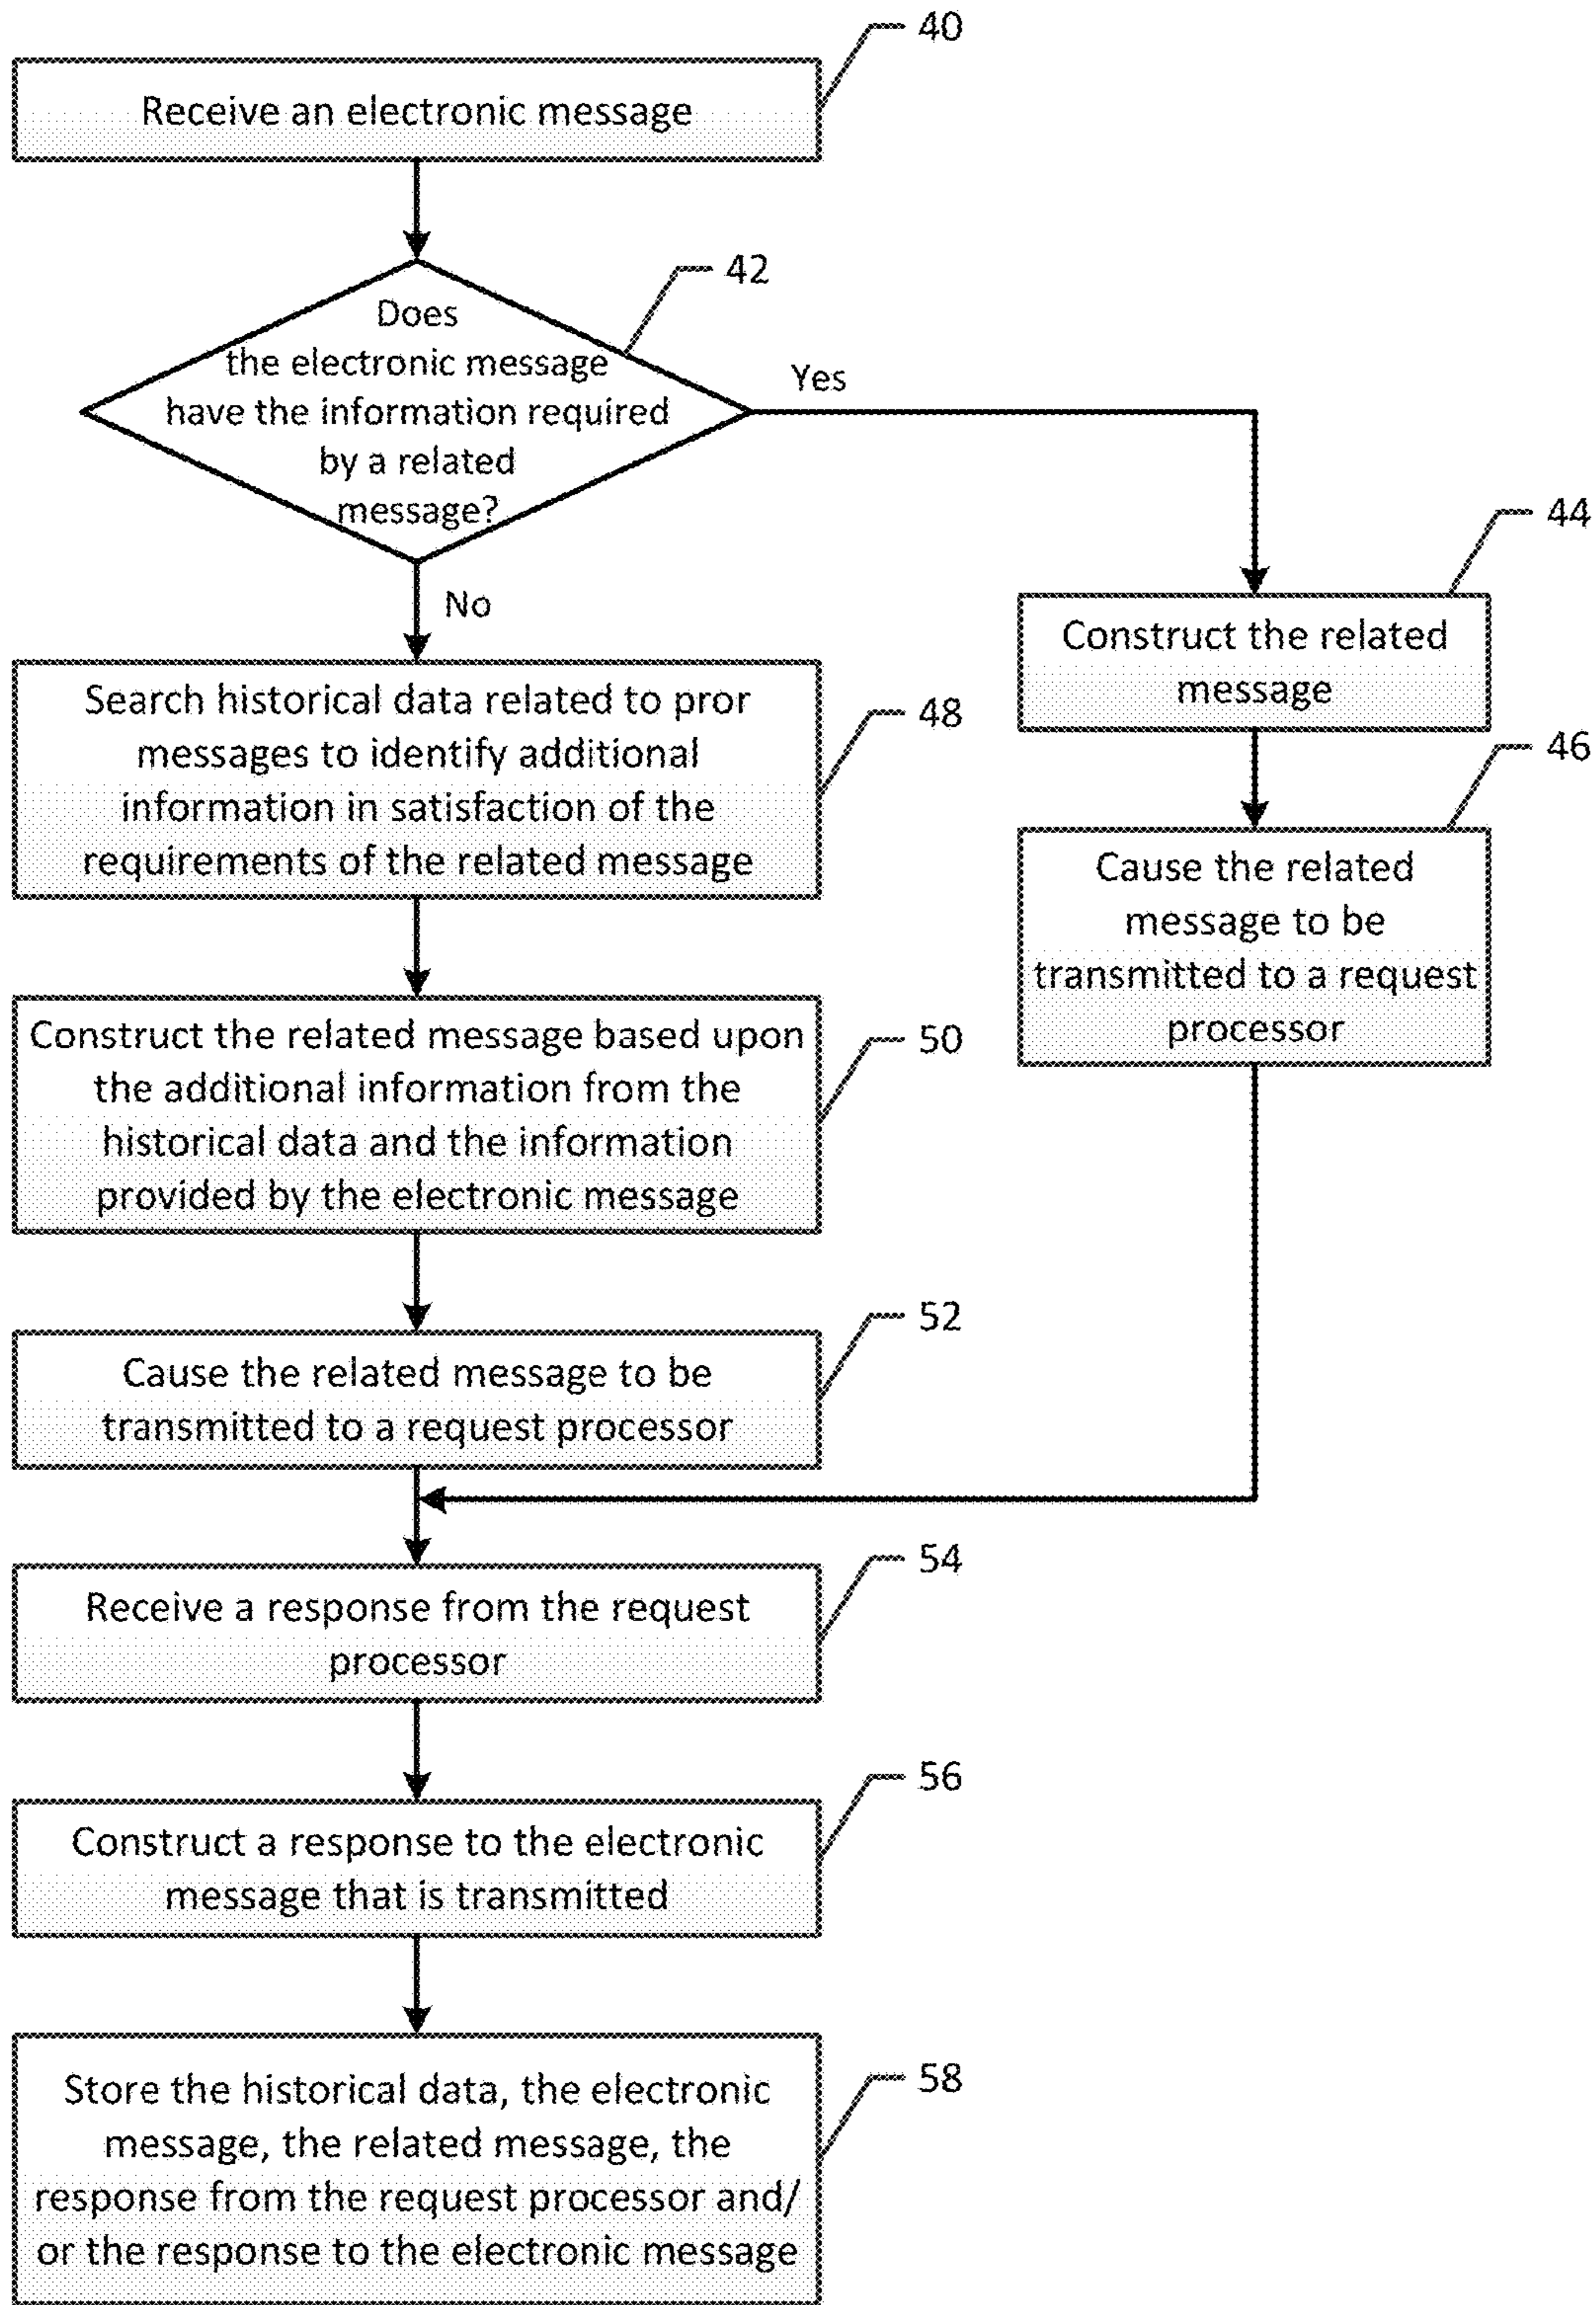 40
Receive an electronic message
42
Does
the electronic message
have the information required
by a related
message?
Yes
No
44
Construct the related
message
46
Cause the related
message to be
transmitted to a request
processor
48
Search historical data related to pror
messages to identify additional
information in satisfaction of the
requirements of the related message
50
Construct the related message based upon
the additional information from the
historical data and the information
provided by the electronic message
52
Cause the related message to be
transmitted to a request processor
54
Receive a response from the request
processor
56
Construct a response to the electronic
message that is transmitted
58
Store the historical data, the electronic
message, the related message, the
response from the request processor and/
or the response to the electronic message